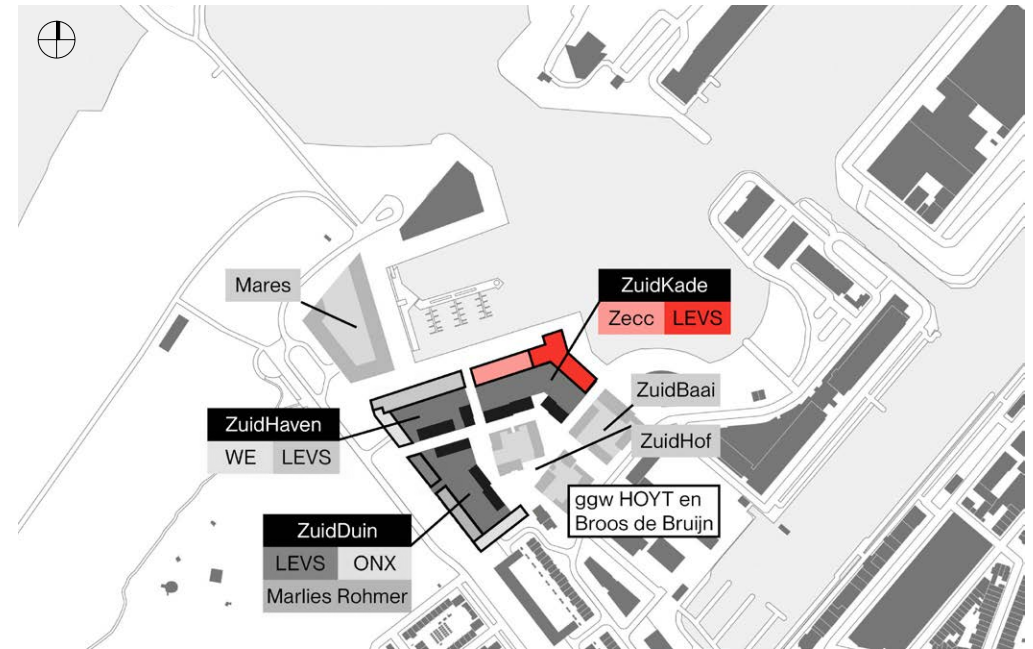 Mares
ZuidKade
Zecc LEVS
ZuidBaai
ZuidHof
ZuidHaven
WE LEVS
ggw HOYT en
Broos de Bruijn
ZuidDuin
LEVS ONX
Marlies Rohmer